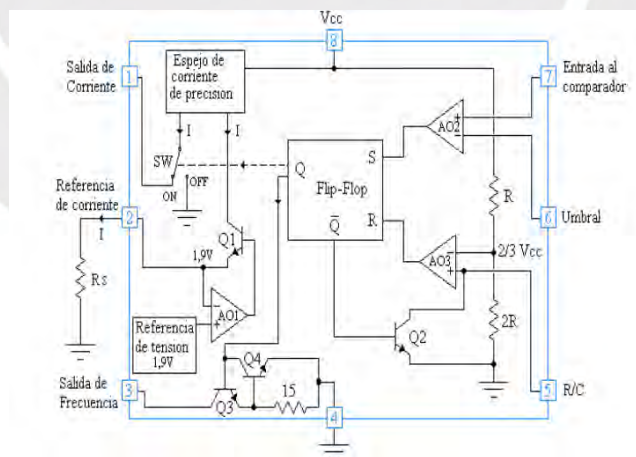 Vcc
8
Salida de
Corriente
1
Espejo de
corriente
de precision
7
Entrada al
comparador
I
I
SW
ON
OFF
AO2
+
−
S
Q
Flip-Flop
R
Q
R
6
Umbral
Referencia
de corriente
2
I
Rs
1,9V
Q1
−
+
AO1
Referencia
de tension
1,9V
AO3
−
+
2/3 Vcc
Q2
2R
Salida de
Frecuencia
3
Q4
Q3
15
4
5
R/C